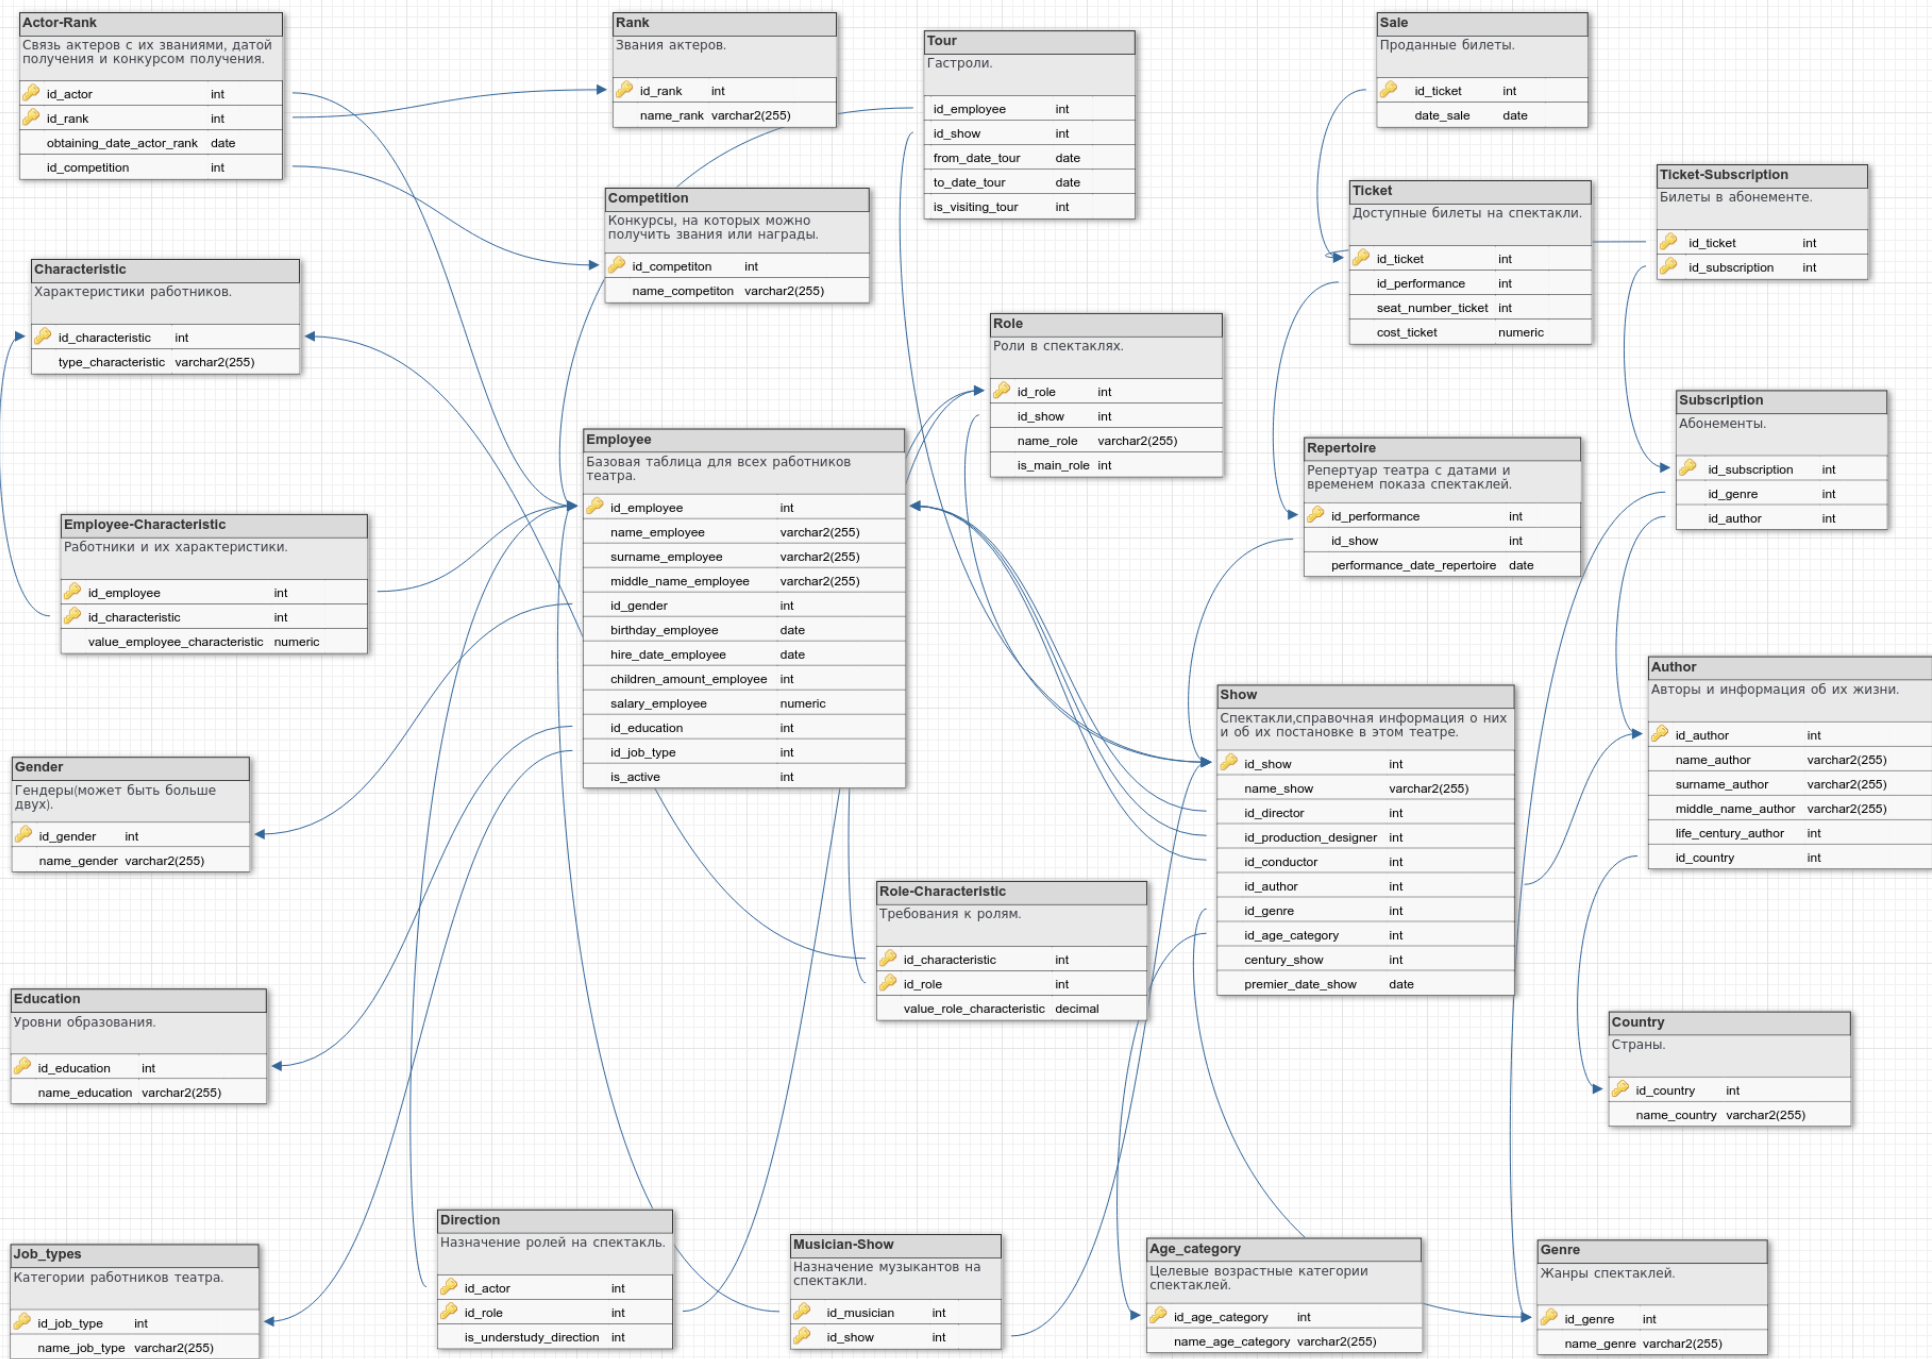 Actor-Rank
Связь актеров с их званиями, датой
получения и конкурсом получения.
id_actor int
id_rank int
obtaining_date_actor_rank date
id_competition int
Rank
Звания актеров.
id_rank int
name_rank varchar2(255)
Tour
Гастроли.
id_employee int
id_show int
from_date_tour date
to_date_tour date
is_visiting_tour int
Sale
Проданные билеты.
id_ticket int
date_sale date
Ticket-Subscription
Билеты в абонементе.
id_ticket int
id_subscription int
Ticket
Доступные билеты на спектакли.
id_ticket int
id_performance int
seat_number_ticket int
cost_ticket numeric
Competition
Конкурсы, на которых можно
получить звания или награды.
id_competiton int
name_competiton varchar2(255)
Characteristic
Характеристики работников.
id_characteristic int
type_characteristic varchar2(255)
Role
Роли в спектаклях.
id_role int
id_show int
name_role varchar2(255)
is_main_role int
Subscription
Абонементы.
id_subscription int
id_genre int
id_author int
Employee
Базовая таблица для всех работников
театра.
id_employee int
name_employee varchar2(255)
surname_employee varchar2(255)
middle_name_employee varchar2(255)
id_gender int
birthday_employee date
hire_date_employee date
children_amount_employee int
salary_employee numeric
id_education int
id_job_type int
is_active int
Repertoire
Репертуар театра с датами и
временем показа спектаклей.
id_performance int
id_show int
performance_date_repertoire date
Employee-Characteristic
Работники и их характеристики.
id_employee int
id_characteristic int
value_employee_characteristic numeric
Author
Авторы и информация об их жизни.
id_author int
name_author varchar2(255)
surname_author varchar2(255)
middle_name_author varchar2(255)
life_century_author int
id_country int
Show
Спектакли,справочная информация о них
и об их постановке в этом театре.
id_show int
name_show varchar2(255)
id_director int
id_production_designer int
id_conductor int
id_author int
id_genre int
id_age_category int
century_show int
premier_date_show date
Gender
Гендеры(может быть больше
двух).
id_gender int
name_gender varchar2(255)
Role-Characteristic
Требования к ролям.
id_characteristic int
id_role int
value_role_characteristic decimal
Education
Уровни образования.
id_education int
name_education varchar2(255)
Country
Страны.
id_country int
name_country varchar2(255)
Job_types
Категории работников театра.
id_job_type int
name_job_type varchar2(255)
Direction
Назначение ролей на спектакль.
id_actor int
id_role int
is_understudy_direction int
Musician-Show
Назначение музыкантов на
спектакли.
id_musician int
id_show int
Age_category
Целевые возрастные категории
спектаклей.
id_age_category int
name_age_category varchar2(255)
Genre
Жанры спектаклей.
id_genre int
name_genre varchar2(255)